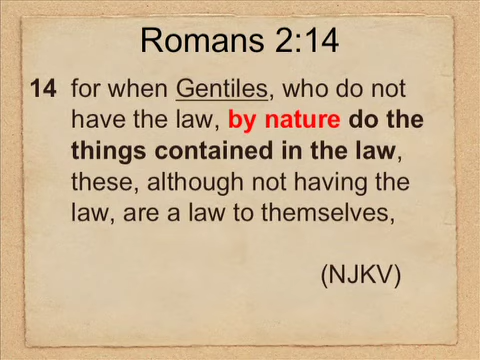 Romans 2:14
14 for when Gentiles, who do not
have the law, by nature do the
things contained in the law,
these, although not having the
law, are a law to themselves,
(NJKV)